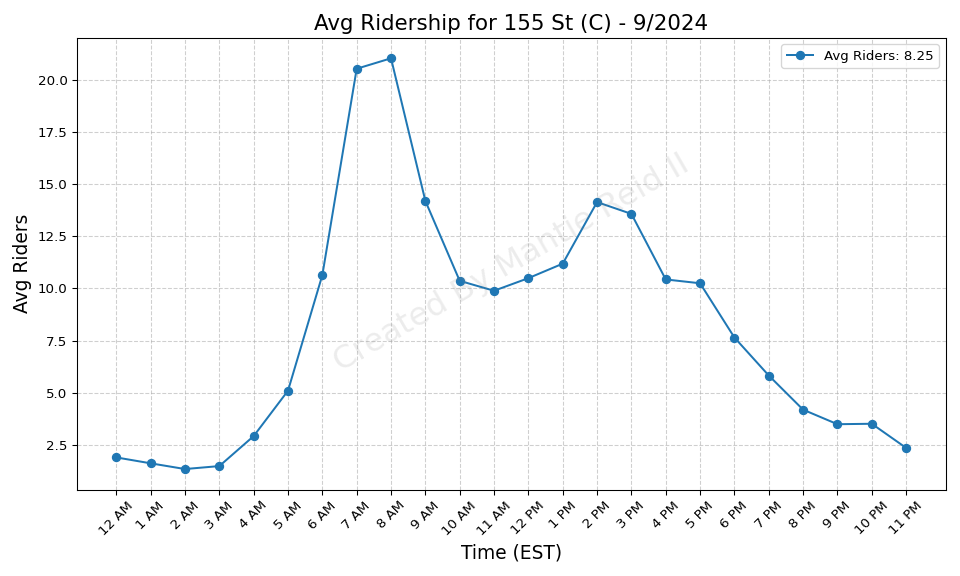 Avg Ridership for 155 St (C) - 9/2024
Avg Riders: 8.25
20.0
17.5
15.0
12.5
10.0
7.5
5.0
2.5
Avg Riders
Created By Mantie Reid II
12 AM 1 AM 2 AM 3 AM 4 AM 5 AM 6 AM 7 AM 8 AM 9 AM 10 AM 11 AM 12 PM 1 PM 2 PM 3 PM 4 PM 5 PM 6 PM 7 PM 8 PM 9 PM 10 PM 11 PM
Time (EST)